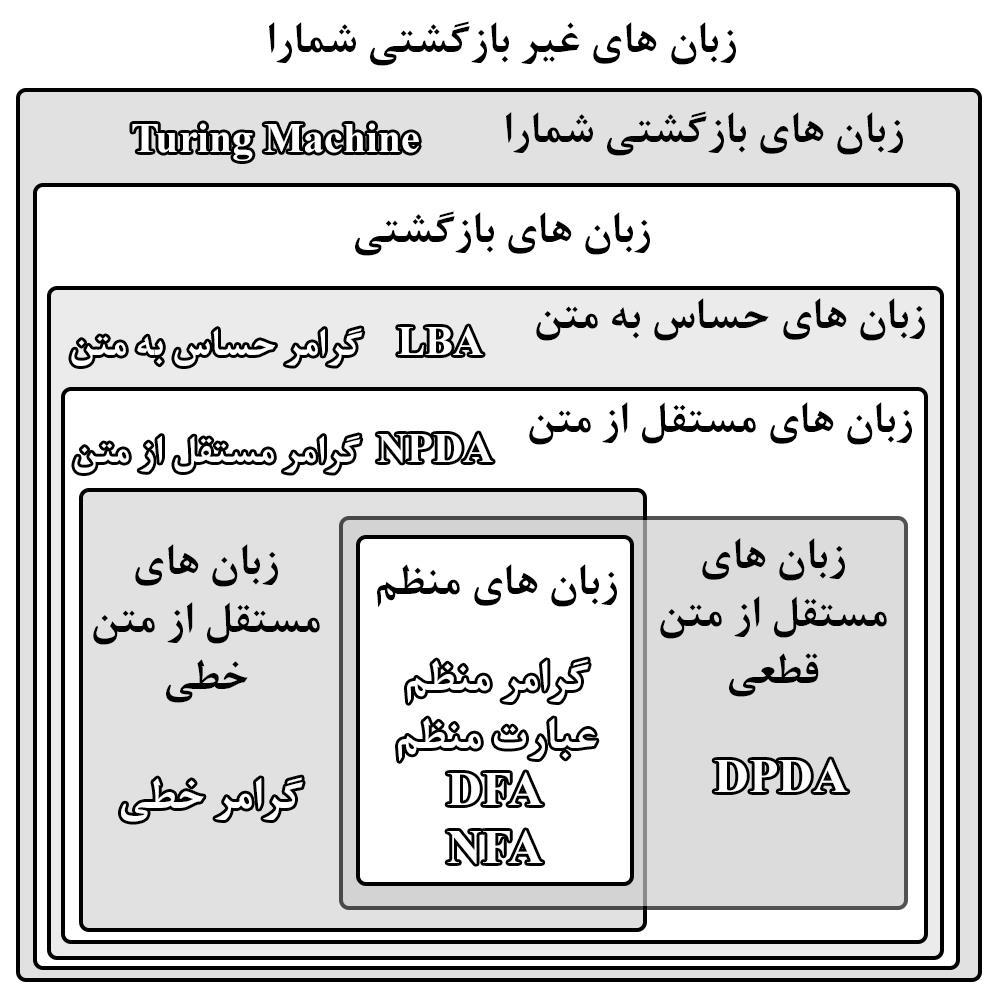 زبان های غیر بازگشتی شمارا
زبان های بازگشتی شمارا
Turing Machine
زبان های بازگشتی
زبان های حساس به متن
LBA
گرامر حساس به متن
زبان های مستقل از متن
NPDA
گرامر مستقل از متن
زبان های
مستقل از متن
قطعی
DPDA
زبان های منظم
گرامر منظم
عبارت منظم
DFA
NFA
زبان های
مستقل از متن
خطی
گرامر خطی